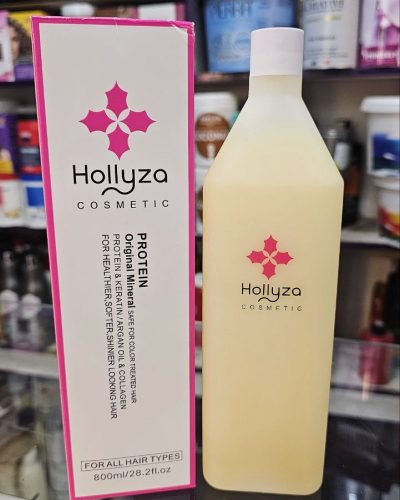 Hollyza
COSMETIC
PROTEIN
Original Mineral SAFE FOR COLOR TREATED HAIR
PROTEIN & KERATIN / ARGAN OIL & COLLAGEN
FOR HEALTHIER,SOFTER,SHINIER LOOKING HAIR
FOR ALL HAIR TYPES
800ml/28.2fl.oz
Hollyza
COSMETIC